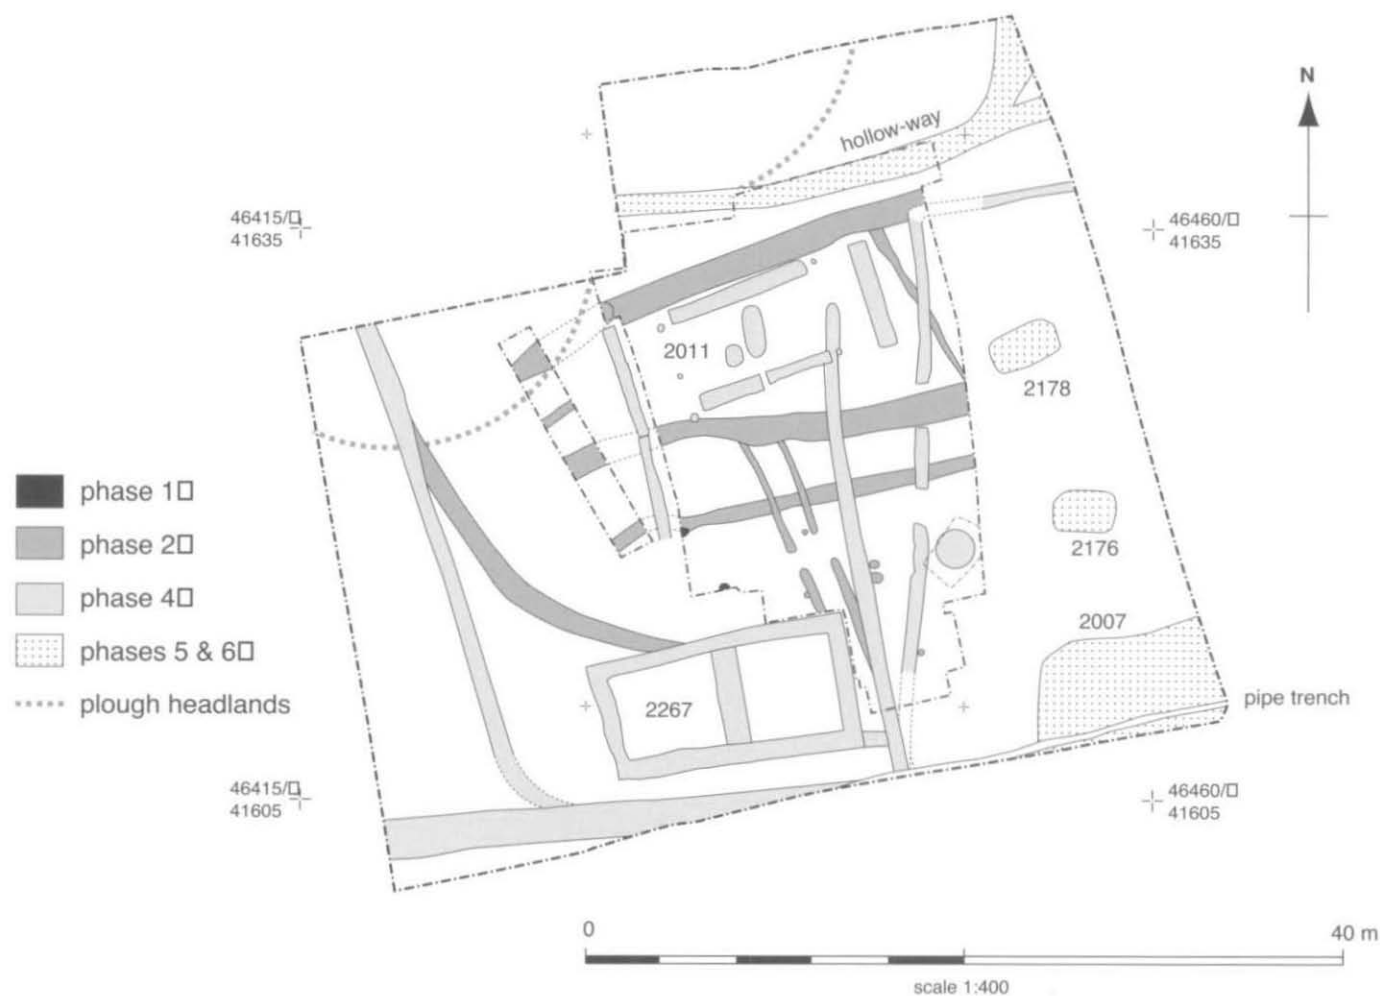 N
hollow-way
46415/□
41635
46460/□
41635
2011
2178
phase 1□
phase 2□
phase 4□
phases 5 & 6□
plough headlands
2176
2007
pipe trench
2267
46415/□
41605
46460/□
41605
0
40 m
scale 1:400